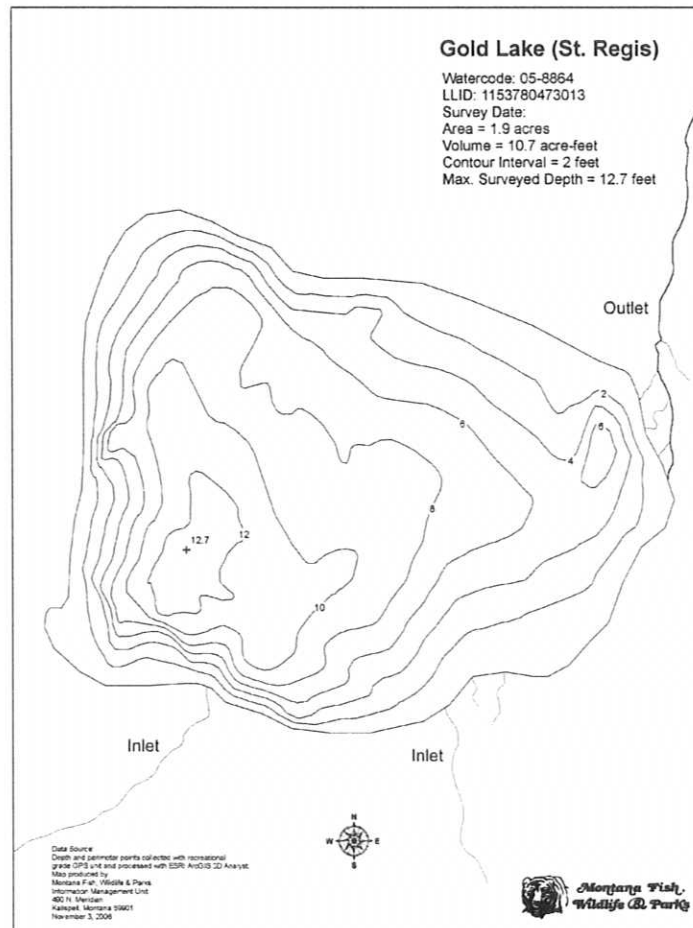 Gold Lake (St. Regis)
Watercode: 05-8864
LLID: 1153780473013
Survey Date:
Area = 1.9 acres
Volume = 10.7 acre-feet
Contour Interval = 2 feet
Max. Surveyed Depth = 12.7 feet
Outlet
2
6
6
4
8
12.7
12
10
Inlet
Inlet
N
W E
S
Data Source
Depth and perimeter points collected with recreational
grade GPS unit and processed with ESRI ArcGIS 3D Analyst.
Map produced by
Montana Fish, Wildlife & Parks
Information Management Unit
490 N. Meridian
Kalispell, Montana 59901
November 3, 2006
Montana Fish,
Wildlife & Parks